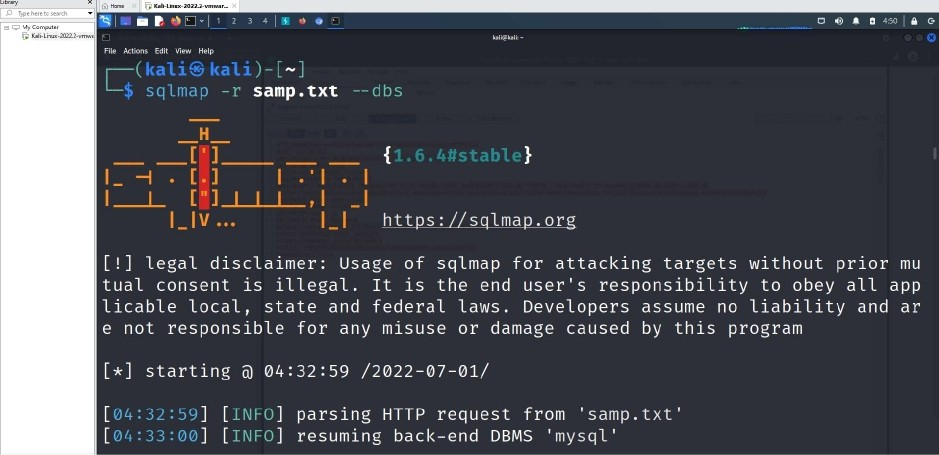 Library
Type here to search
My Computer
Kali-Linux-2022.2-vmwa
Home
Kali-Linux-2022.2-vmwar...
1 2 3 4
4:50
kali@kali: ~
File Actions Edit View Help
(kali㉿kali)-[~]
$ sqlmap -r samp.txt --dbs
{1.6.4#stable}
https://sqlmap.org
[!] legal disclaimer: Usage of sqlmap for attacking targets without prior mu
tual consent is illegal. It is the end user's responsibility to obey all app
licable local, state and federal laws. Developers assume no liability and ar
e not responsible for any misuse or damage caused by this program
[*] starting @ 04:32:59 /2022-07-01/
[04:32:59] [INFO] parsing HTTP request from 'samp.txt'
[04:33:00] [INFO] resuming back-end DBMS 'mysql'